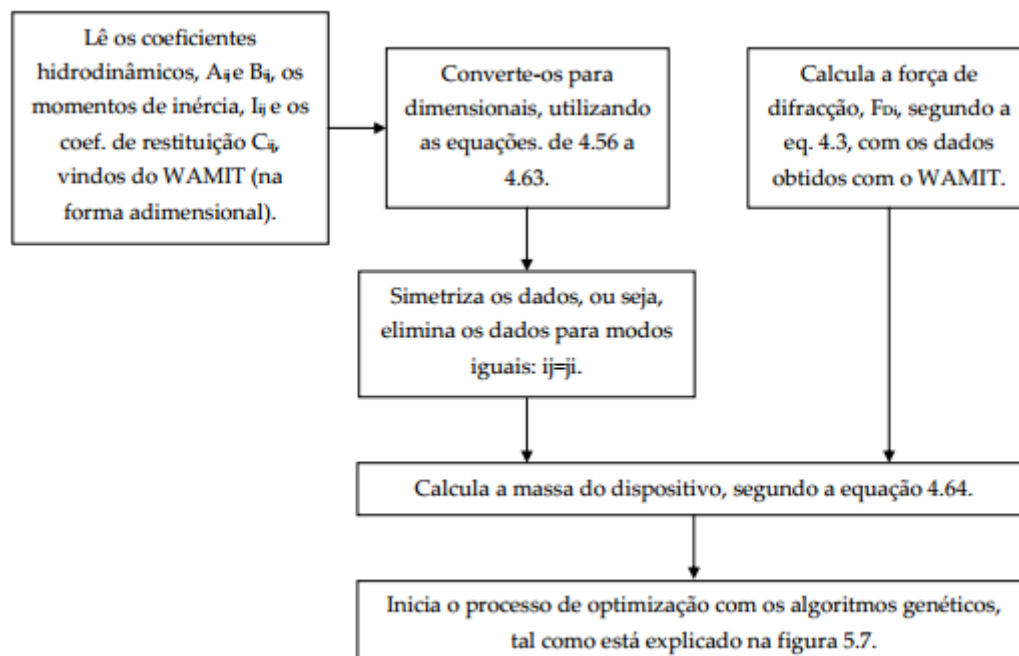 Lê os coeficientes
hidrodinâmicos, Aij e Bij, os
momentos de inércia, Iij e os
coef. de restituição Cij,
vindos do WAMIT (na
forma adimensional).
Converte-os para
dimensionais, utilizando
as equações. de 4.56 a
4.63.
Calcula a força de
difracção, FDi, segundo a
eq. 4.3, com os dados
obtidos com o WAMIT.
Simetriza os dados, ou seja,
elimina os dados para modos
iguais: ij=ji.
Calcula a massa do dispositivo, segundo a equação 4.64.
Inicia o processo de optimização com os algoritmos genéticos,
tal como está explicado na figura 5.7.